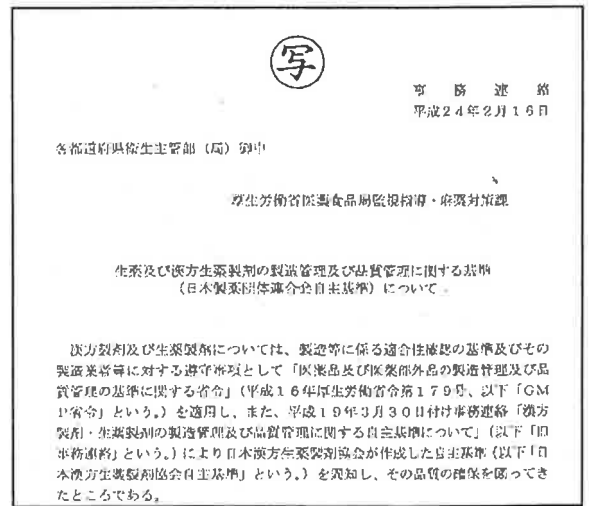 写
事務連絡
平成24年2月16日
各都道府県衛生主管部（局）御中
厚生労働省医薬食品局監視指導・麻薬対策課
生薬及び漢方生薬製剤の製造管理及び品質管理に関する基準
（日本製薬団体連合会自主基準）について
漢方製剤及び生薬製剤については、製造等に係る適合性確認の基準及びその
製造業者等に対する遵守事項として「医薬品及び医薬部外品の製造管理及び品
質管理の基準に関する省令」（平成16年厚生労働省令第179号、以下「GM
P省令」という。）を適用し、また、平成19年3月30日付け事務連絡「漢方
製剤・生薬製剤の製造管理及び品質管理に関する自主基準について」（以下「旧
事務連絡」という。）により日本漢方生薬製剤協会が作成した自主基準（以下「日
本漢方生薬製剤協会自主基準」という。）を周知し、その品質の確保を図ってき
たところである。